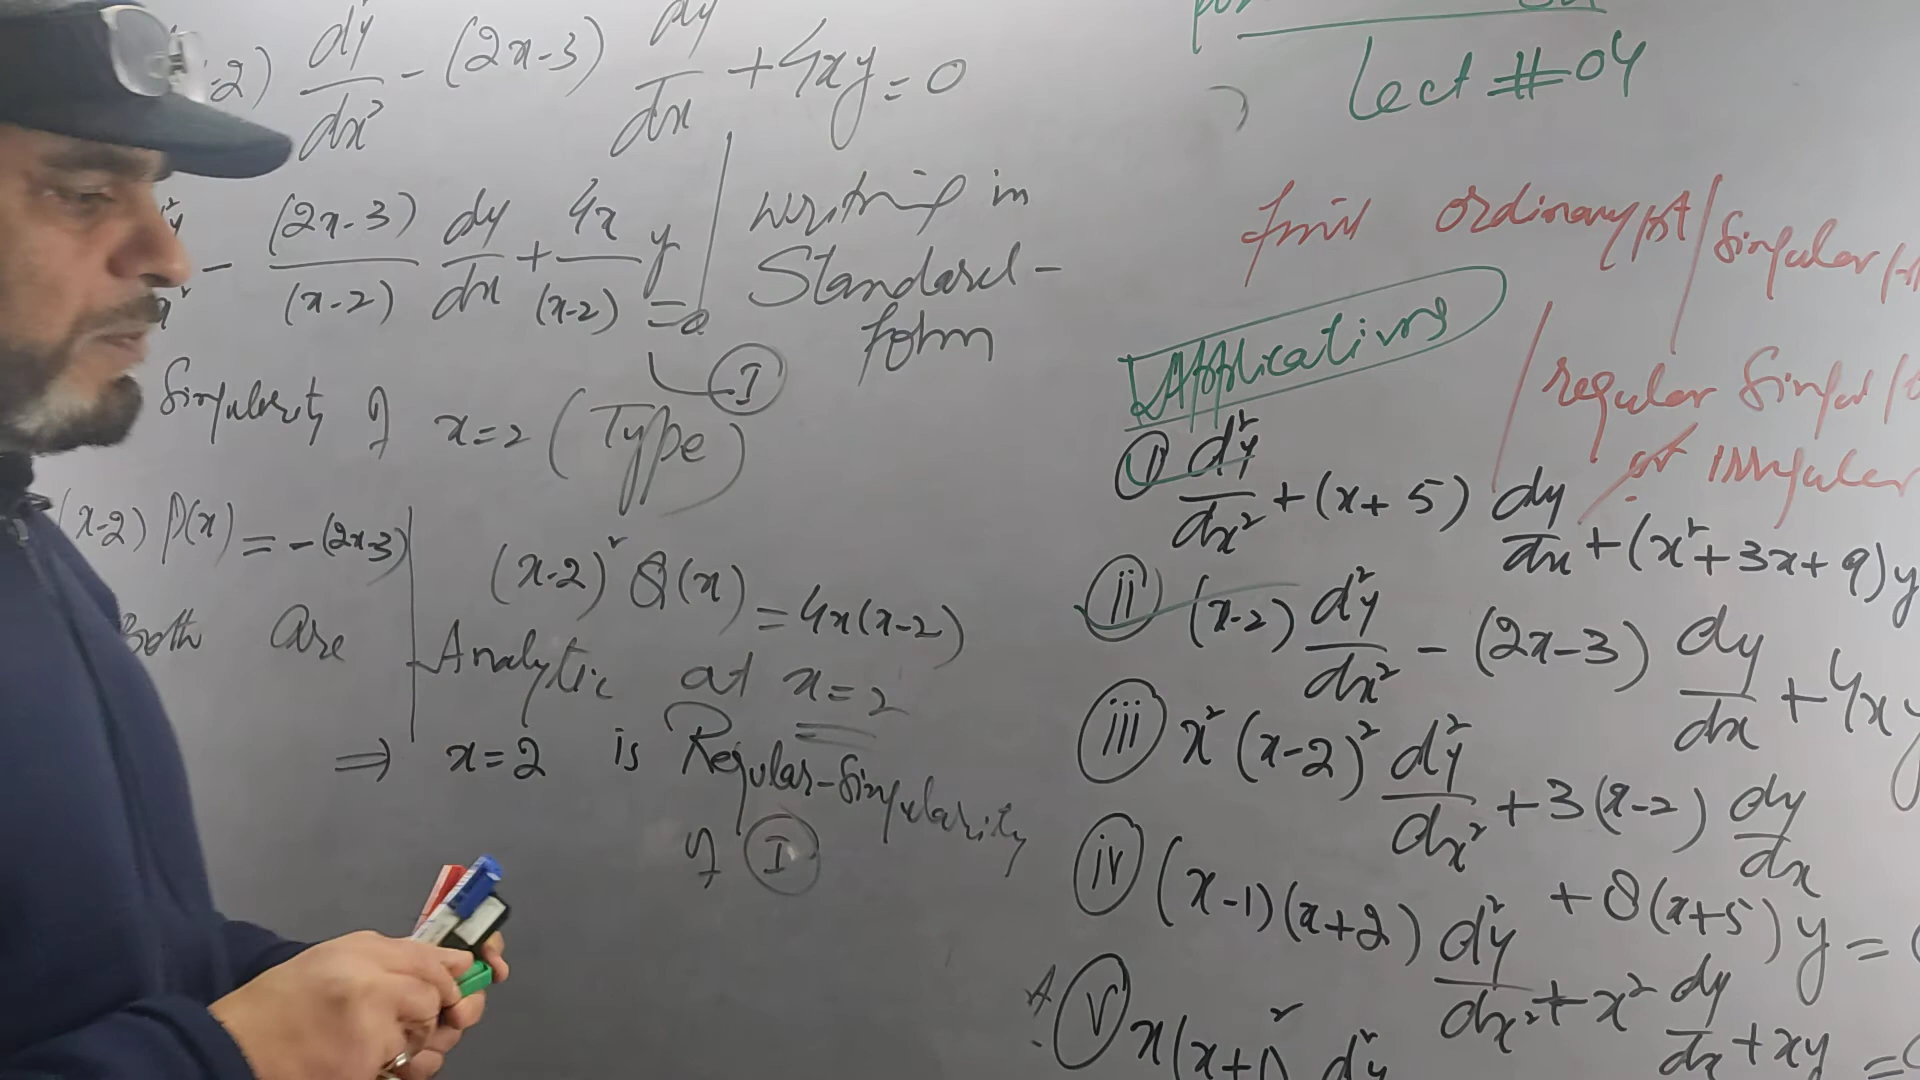 -2) d²y/dx² - (2x-3) dy/dx + 4xy = 0
- (2x-3)/(x-2) dy/dx + 4x/(x-2) y = 0
writing in
Standard-
form
I
Singularity of x=2 (Type)
(x-2) P(x) = -(2x-3)
(x-2)² Q(x) = 4x(x-2)
Both are Analytic at x=2
⇒ x=2 is Regular-Singularity
of I
Lect #04
find ordinary pt/Singular
/regular Singul
or irregular
Applications
(i) d²y/dx² + (x+5) dy/dx + (x²+3x+9)y
(ii) (x-2) d²y/dx² - (2x-3) dy/dx + 4xy
(iii) x²(x-2)² d²y/dx² + 3(x-2) dy/dx
+ 8(x+5)y =
(iv) (x-1)(x+2) d²y/dx² + x² dy/dx + xy =
(v) x(x+1)² d²y